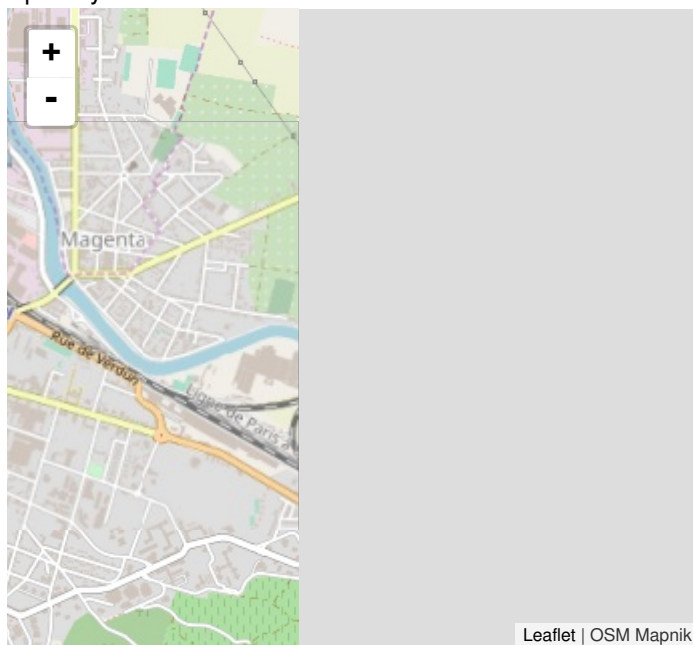 +
-
Magenta
Rue de Verdun
Ligne de Paris à
Leaflet | OSM Mapnik